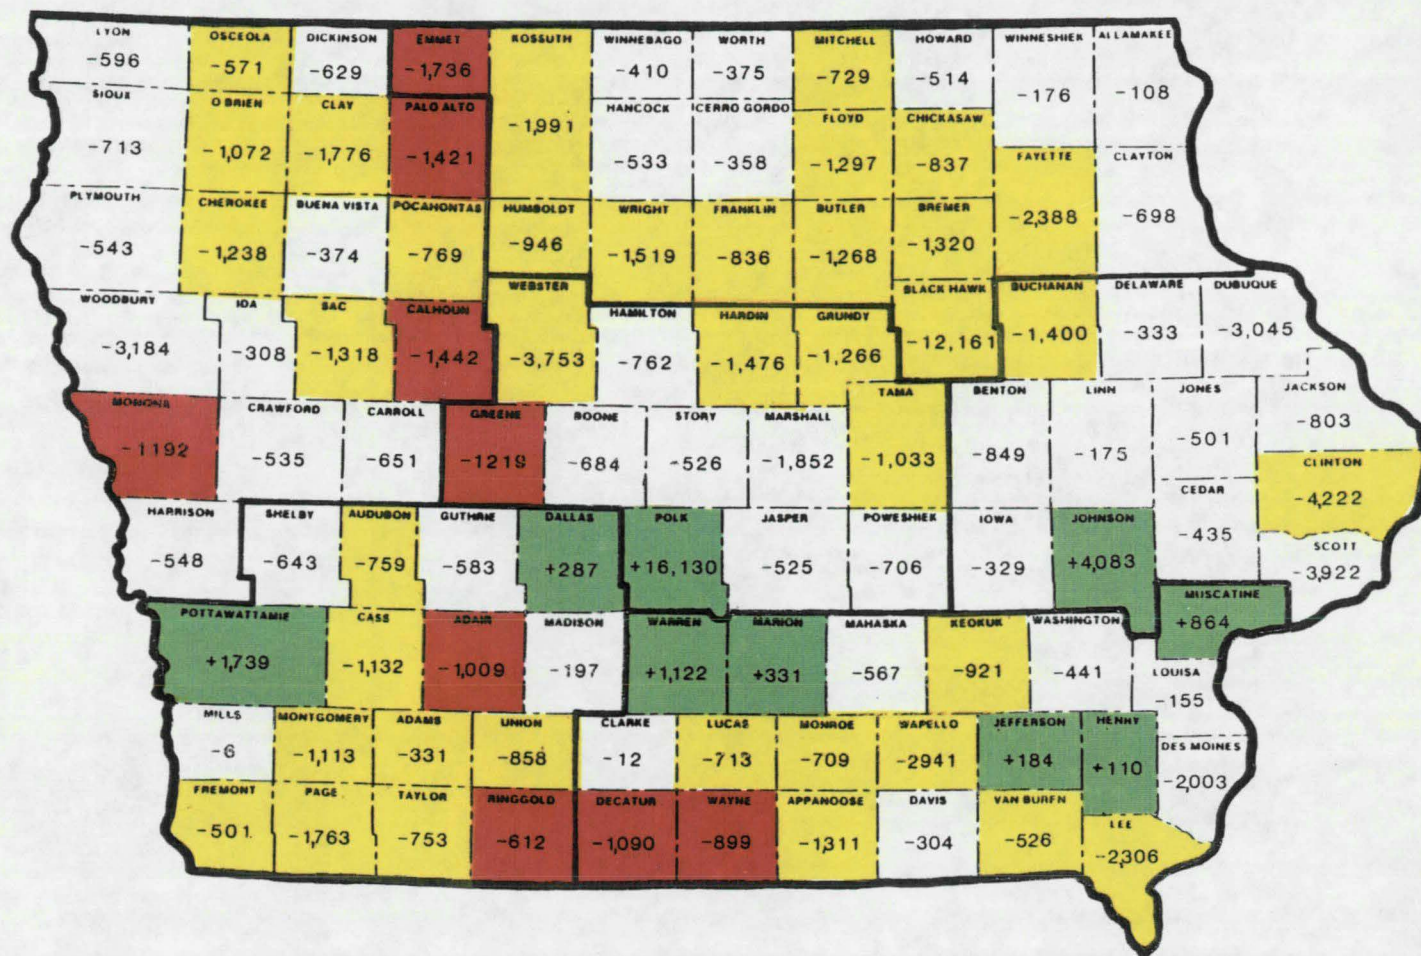 LYON OSCEOLA DICKINSON EMMET KOSSUTH WINNEBAGO WORTH MITCHELL HOWARD WINNESHIEK ALLAMAKEE
-596 -571 -629 -1,736 -410 -375 -729 -514 -176 -108
SIOUX O BRIEN CLAY PALO ALTO HANCOCK CERRO GORDO FLOYD CHICKASAW
-713 -1,072 -1,776 -1,421 -1,991 -533 -358 -1,297 -837
FAYETTE CLAYTON
-2,388 -698
PLYMOUTH CHEROKEE BUENA VISTA POCAHONTAS HUMBOLDT WRIGHT FRANKLIN BUTLER BREMER
-543 -1,238 -374 -769 -946 -1,519 -836 -1,268 -1,320
WOODBURY IDA SAC CALHOUN WEBSTER HAMILTON HARDIN GRUNDY BLACK HAWK BUCHANAN DELAWARE DUBUQUE
-3,184 -308 -1,318 -1,442 -3,753 -762 -1,476 -1,266 -12,161 -1,400 -333 -3,045
MONONA CRAWFORD CARROLL GREENE BOONE STORY MARSHALL TAMA BENTON LINN JONES JACKSON
-1192 -535 -651 -1219 -684 -526 -1,852 -1,033 -849 -175 -501 -803
CEDAR CLINTON
-435 -4,222
HARRISON SHELBY AUDUBON GUTHRIE DALLAS POLK JASPER POWESHIEK IOWA JOHNSON SCOTT
-548 -643 -759 -583 +287 +16,130 -525 -706 -329 +4,083 -3,922
POTTAWATTAMIE CASS ADAIR MADISON WARREN MARION MAHASKA KEOKUK WASHINGTON MUSCATINE
+1,739 -1,132 -1,009 -197 +1,122 +331 -567 -921 -441 +864
LOUISA
-155
MILLS MONTGOMERY ADAMS UNION CLARKE LUCAS MONROE WAPELLO JEFFERSON HENRY DES MOINES
-6 -1,113 -331 -858 -12 -713 -709 -2941 +184 +110 -2,003
FREMONT PAGE TAYLOR RINGGOLD DECATUR WAYNE APPANOOSE DAVIS VAN BUREN LEE
-501 -1,763 -753 -612 -1,090 -899 -1,311 -304 -526 -2,306